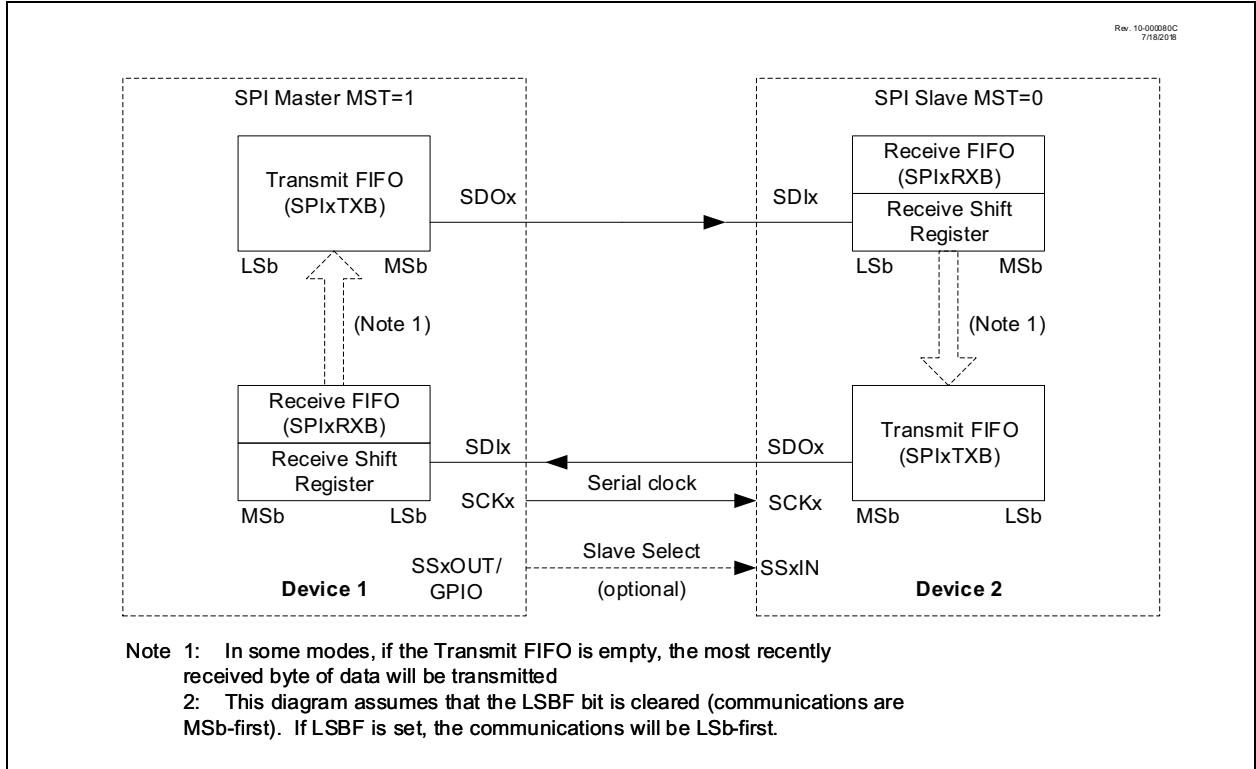 Rev. 10-000080C
7/18/2018
SPI Master MST=1
Transmit FIFO
(SPIxTXB)
SDOx
LSb MSb
(Note 1)
Receive FIFO
(SPIxRXB)
Receive Shift
Register
SDIx
MSb LSb
SCKx
SSxOUT/
GPIO
Device 1
Serial clock
Slave Select
(optional)
SPI Slave MST=0
SDIx
Receive FIFO
(SPIxRXB)
Receive Shift
Register
LSb MSb
(Note 1)
SDOx
Transmit FIFO
(SPIxTXB)
SCKx
MSb LSb
SSxIN
Device 2
Note 1: In some modes, if the Transmit FIFO is empty, the most recently
received byte of data will be transmitted
2: This diagram assumes that the LSBF bit is cleared (communications are
MSb-first). If LSBF is set, the communications will be LSb-first.